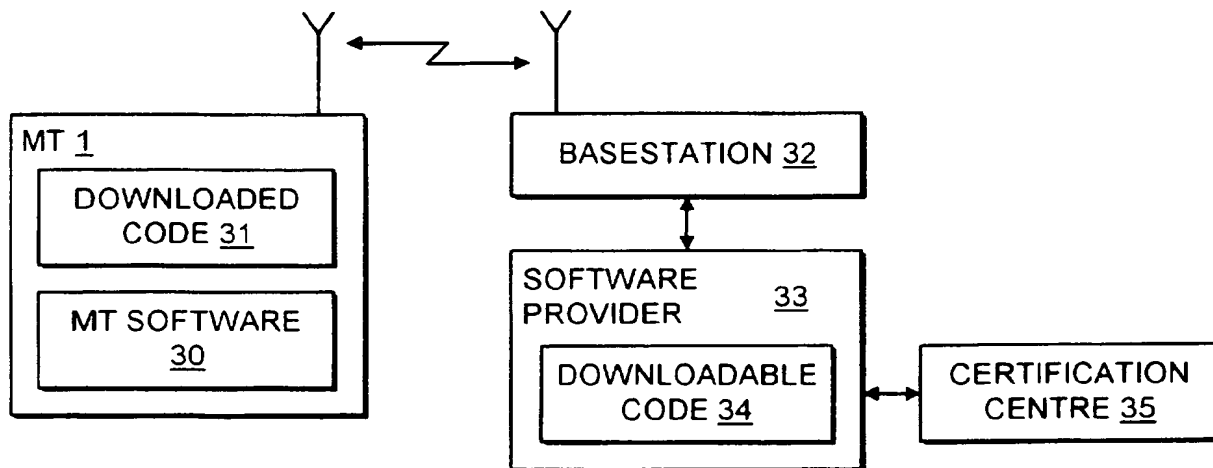 MT 1
DOWNLOADED
CODE 31
MT SOFTWARE
30
BASESTATION 32
SOFTWARE
PROVIDER
33
DOWNLOADABLE
CODE 34
CERTIFICATION
CENTRE 35